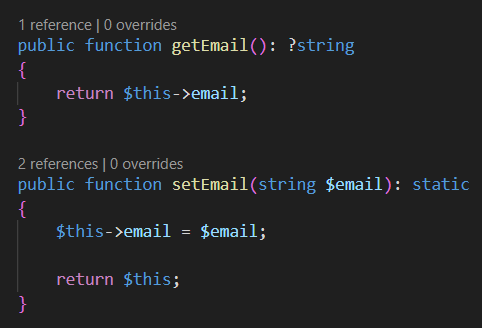 1 reference | 0 overrides
public function getEmail(): ?string
{
    return $this->email;
}
2 references | 0 overrides
public function setEmail(string $email): static
{
    $this->email = $email;
    return $this;
}